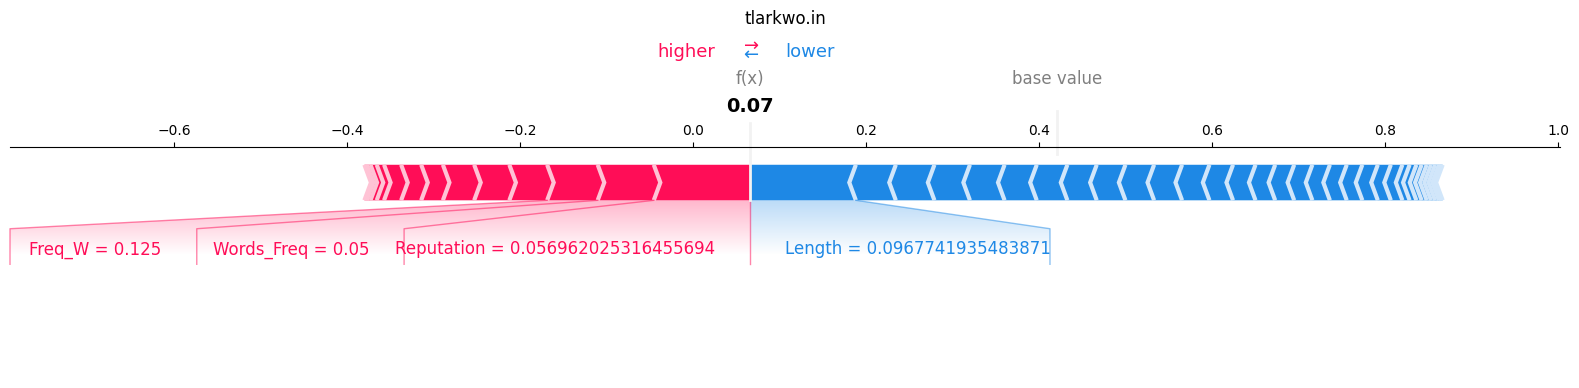 tlarkwo.in
higher ⇄ lower
f(x) base value
0.07
−0.6 −0.4 −0.2 0.0 0.2 0.4 0.6 0.8 1.0
Freq_W = 0.125 Words_Freq = 0.05 Reputation = 0.056962025316455694 Length = 0.0967741935483871